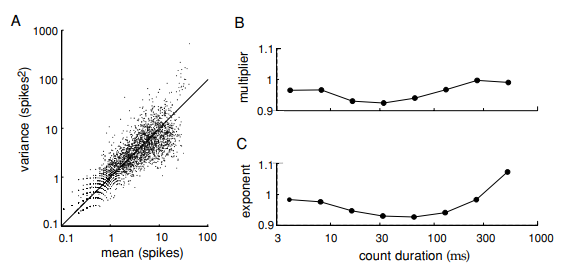 A
1000
100
10
1
0.1
variance (spikes2)
0.1 1 10 100
mean (spikes)
B
1.1
1
0.9
multiplier
C
1.1
1
0.9
exponent
3 10 30 100 300 1000
count duration (ms)